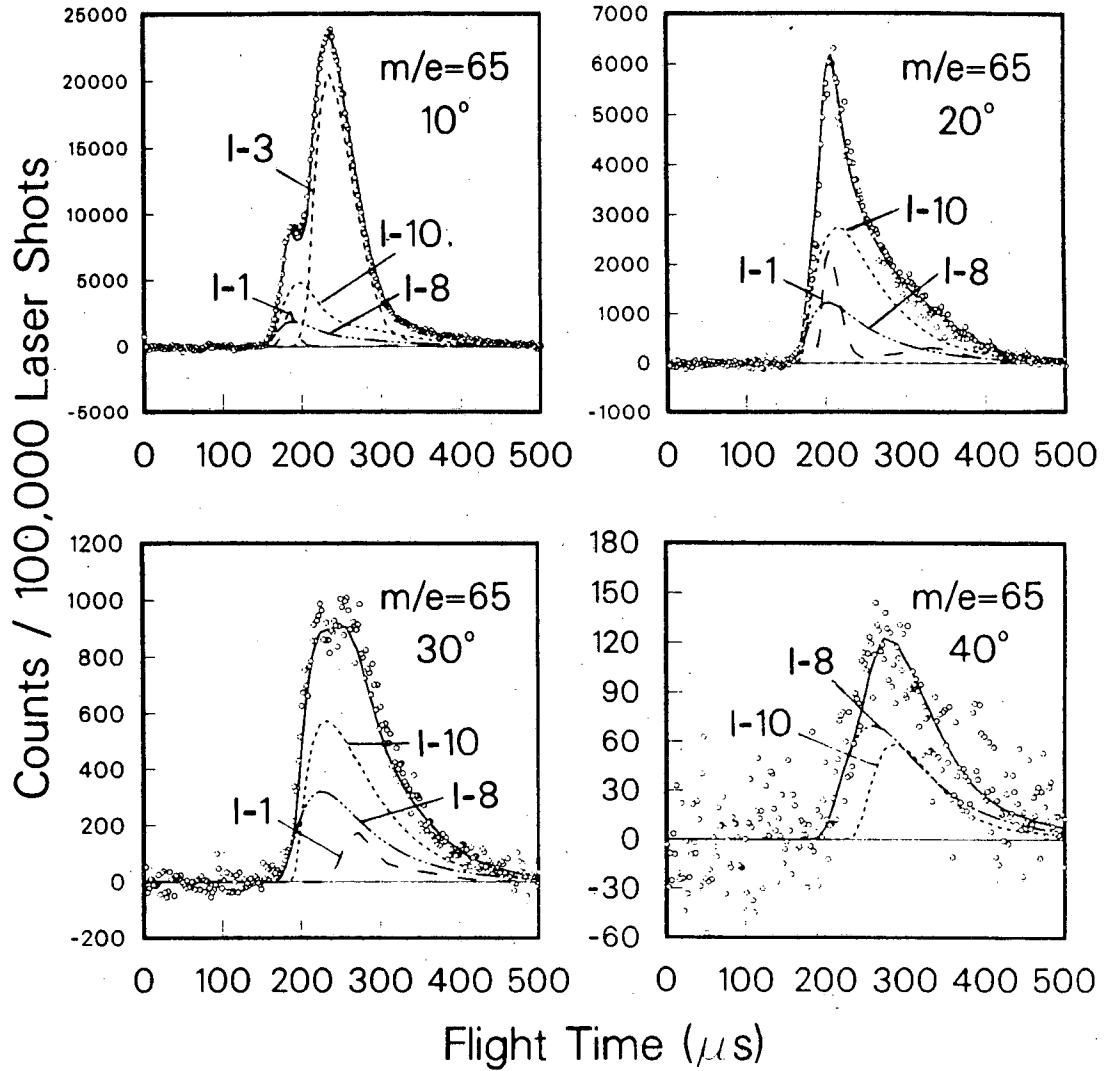 Counts / 100,000 Laser Shots
25000
20000
15000
10000
5000
0
-5000
m/e=65
10°
I-3
I-10
I-1
I-8
0 100 200 300 400 500
7000
6000
5000
4000
3000
2000
1000
0
-1000
m/e=65
20°
I-10
I-1
I-8
0 100 200 300 400 500
1200
1000
800
600
400
200
0
-200
m/e=65
30°
I-10
I-8
I-1
0 100 200 300 400 500
180
150
120
90
60
30
0
-30
-60
m/e=65
40°
I-8
I-10
0 100 200 300 400 500
Flight Time (μs)